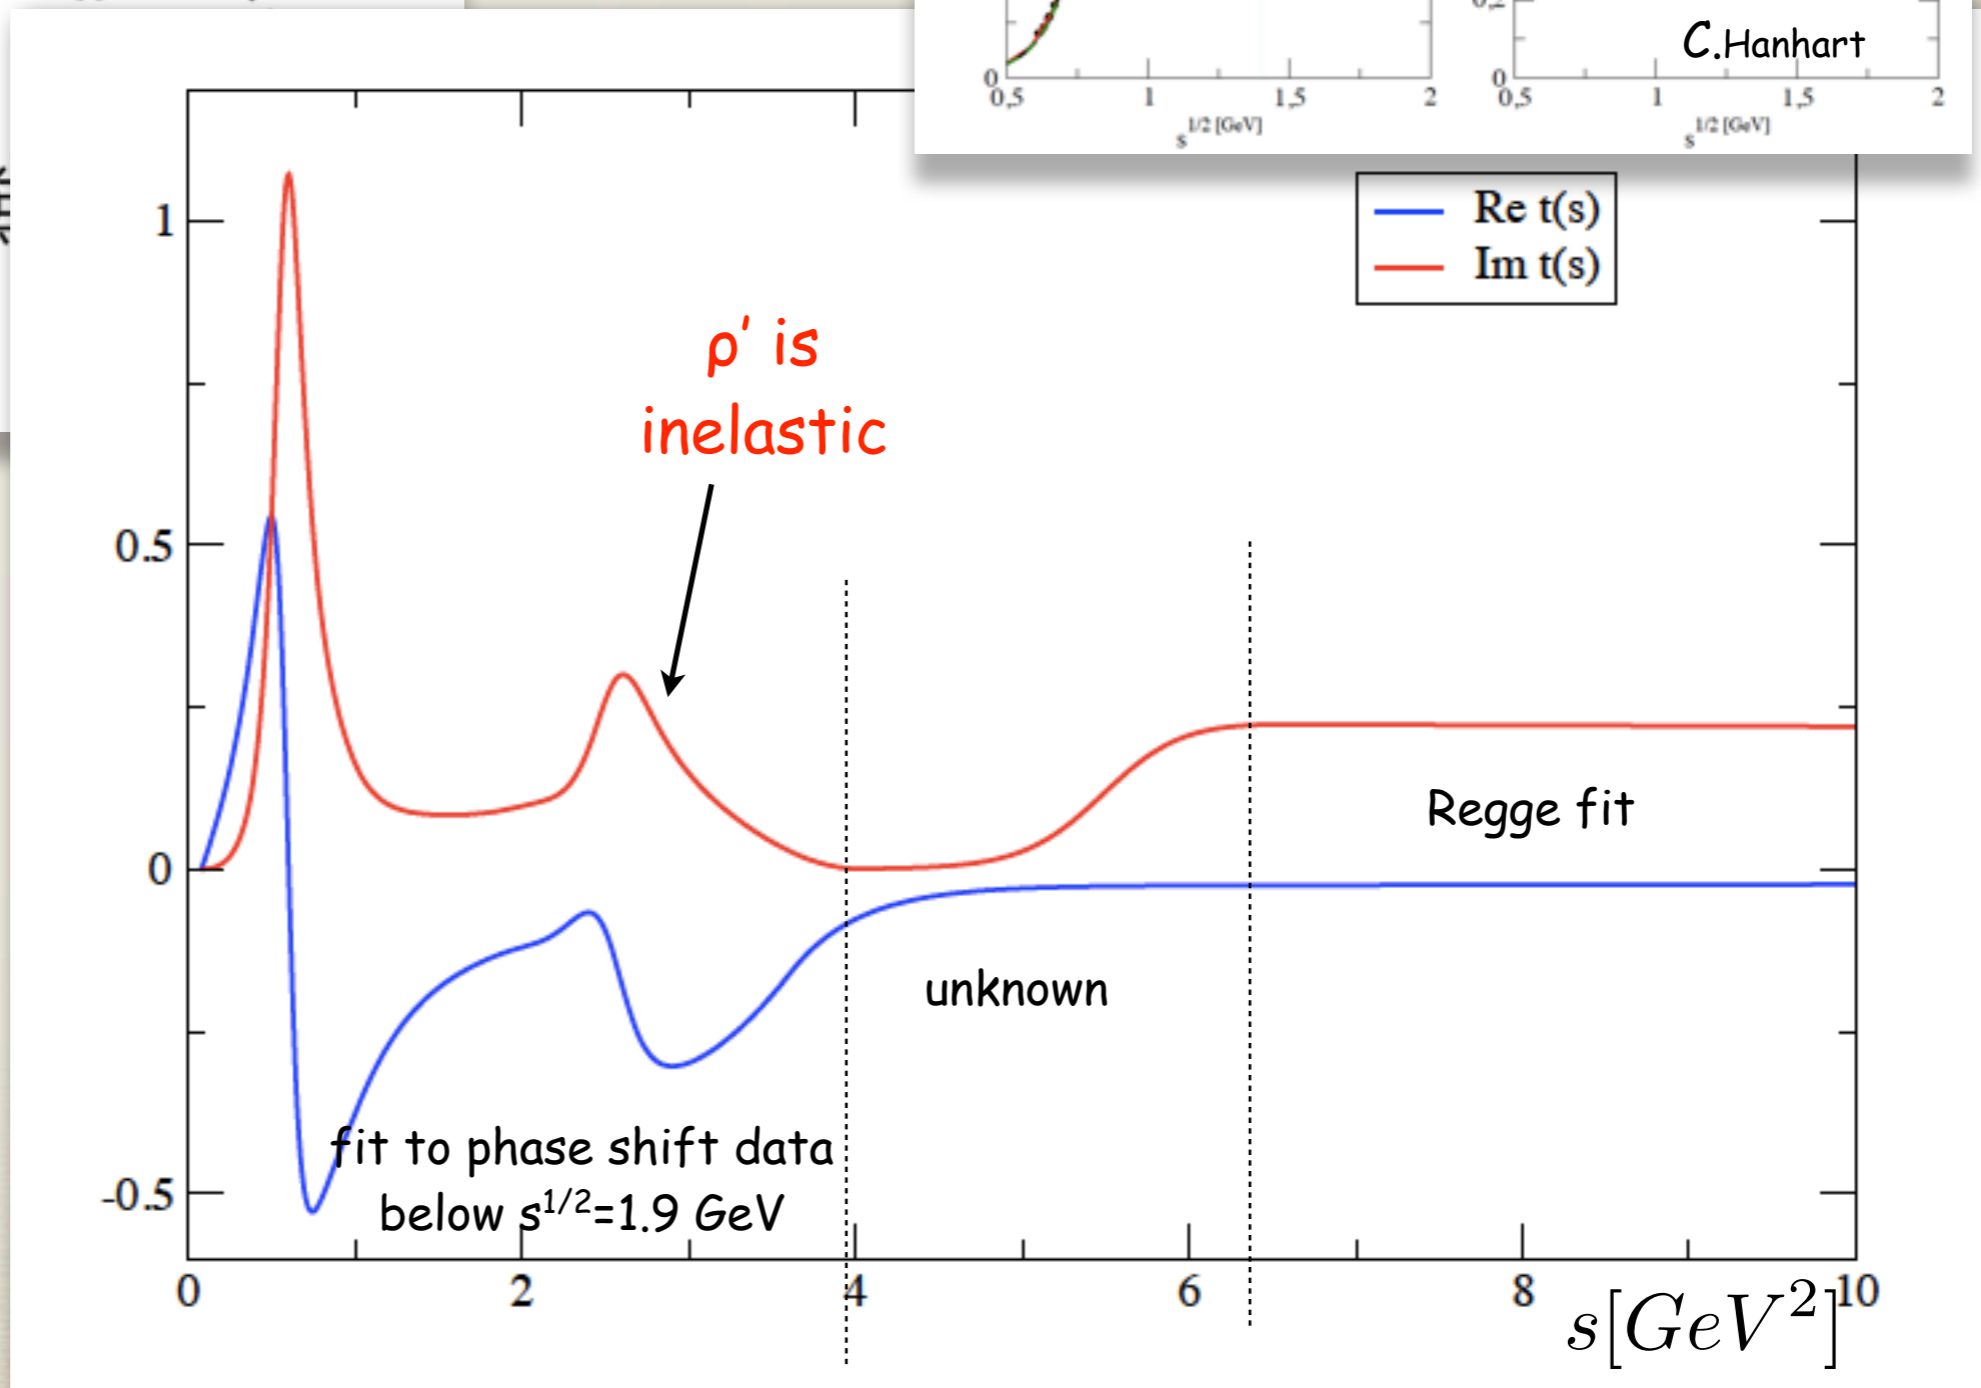 0,2
C.Hanhart
0
0
0,5
1
1,5
2
0,5
1
1,5
2
s^1/2 [GeV]
s^1/2 [GeV]
Re t(s)
Im t(s)
1
ρ′ is
inelastic
0.5
0
Regge fit
unknown
fit to phase shift data
below s^1/2=1.9 GeV
-0.5
0
2
4
6
8
10
s[GeV^2]